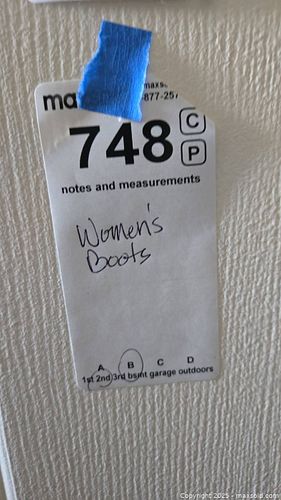 ma
maxs
-877-257
748
C
P
notes and measurements
Women's
Boots
A B C D
1st 2nd 3rd bsmt garage outdoors
Copyright © 2025 - maxsold.com